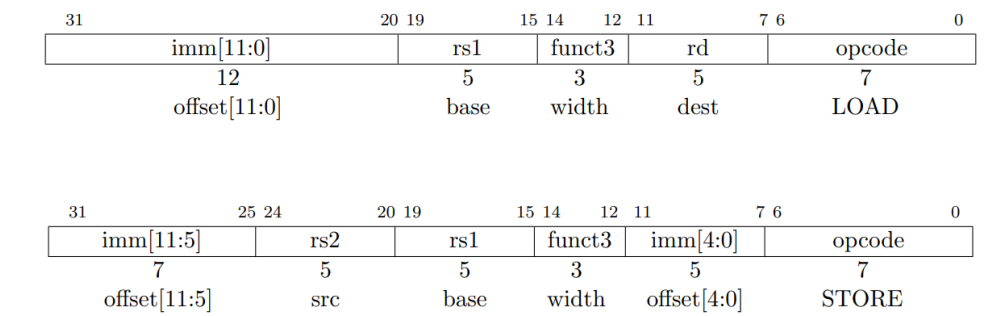 31 20 19 15 14 12 11 7 6 0
imm[11:0] rs1 funct3 rd opcode
12 5 3 5 7
offset[11:0] base width dest LOAD
31 25 24 20 19 15 14 12 11 7 6 0
imm[11:5] rs2 rs1 funct3 imm[4:0] opcode
7 5 5 3 5 7
offset[11:5] src base width offset[4:0] STORE